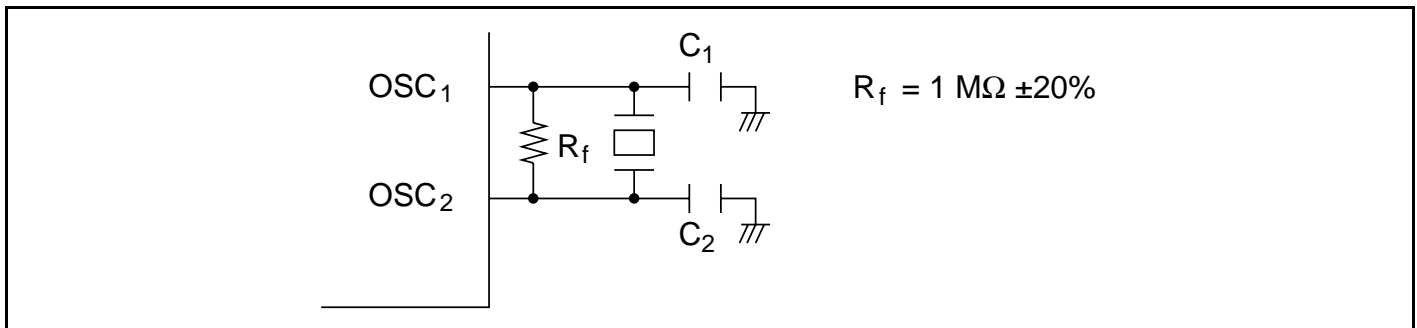 C1
OSC1
Rf = 1 MΩ ±20%
Rf
OSC2
C2